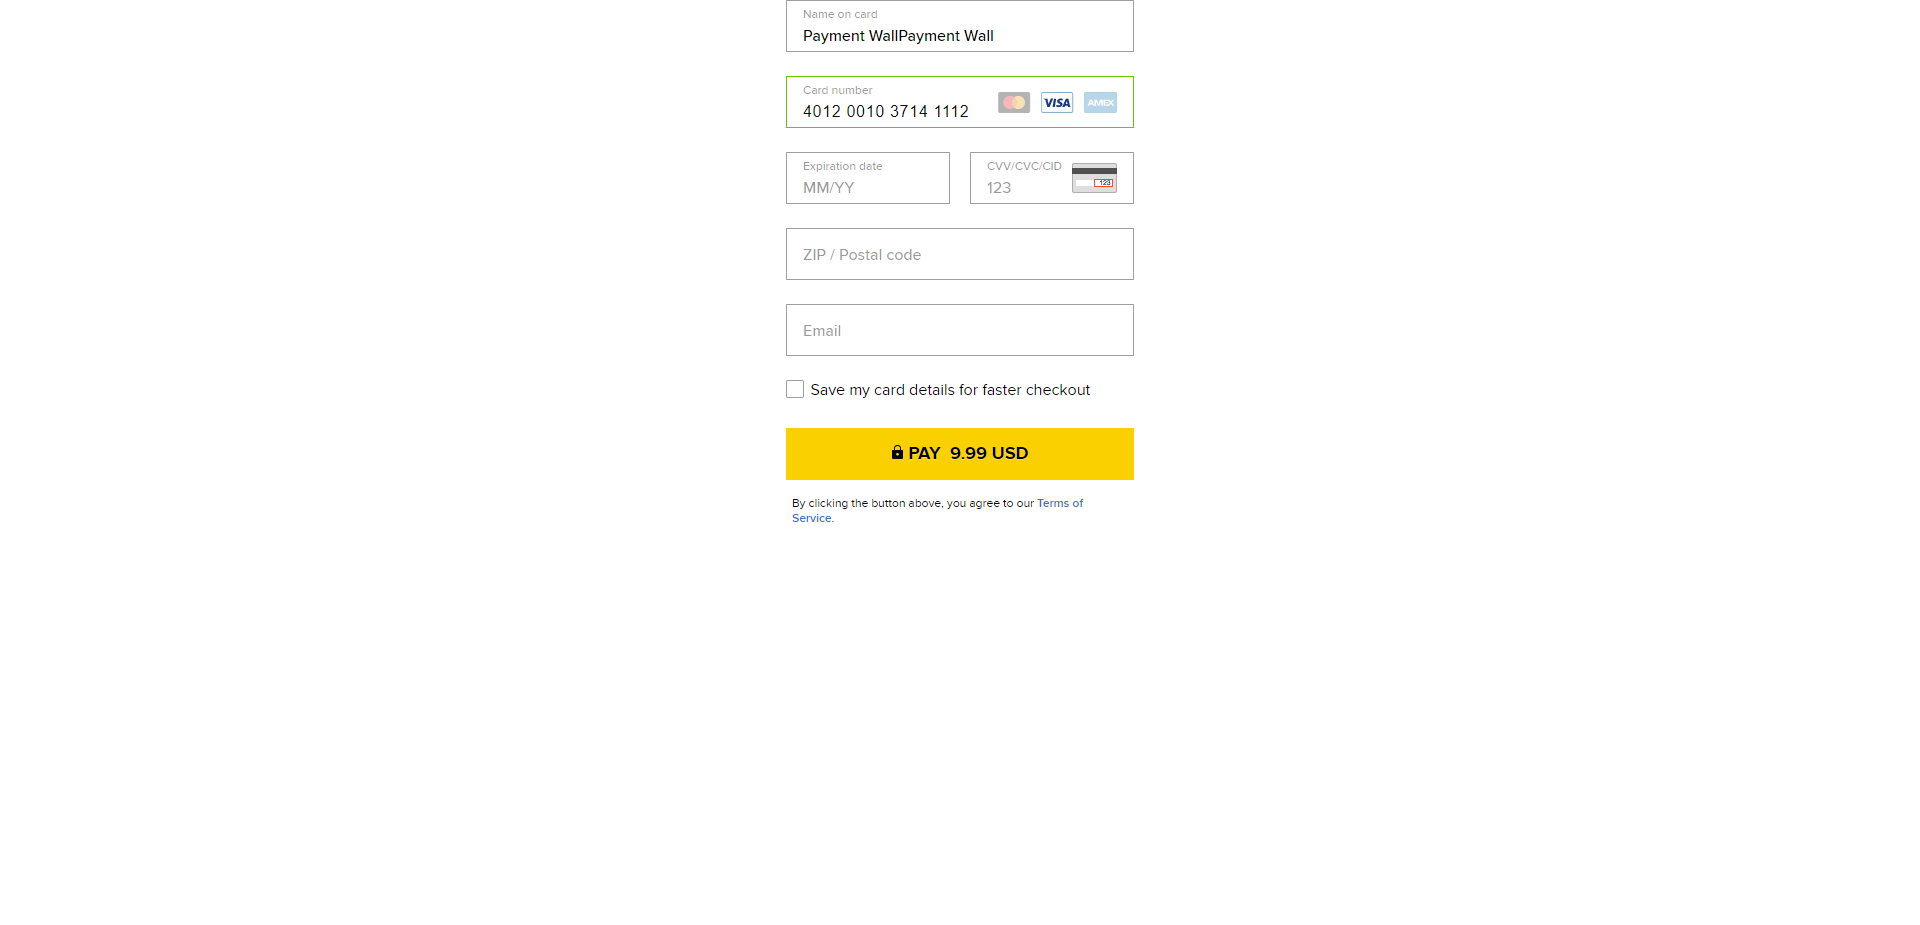 Name on card
Payment WallPayment Wall
Card number
4012 0010 3714 1112
VISA
AMEX
Expiration date
MM/YY
CVV/CVC/CID
123
123
ZIP / Postal code
Email
Save my card details for faster checkout
PAY 9.99 USD
By clicking the button above, you agree to our Terms of
Service.